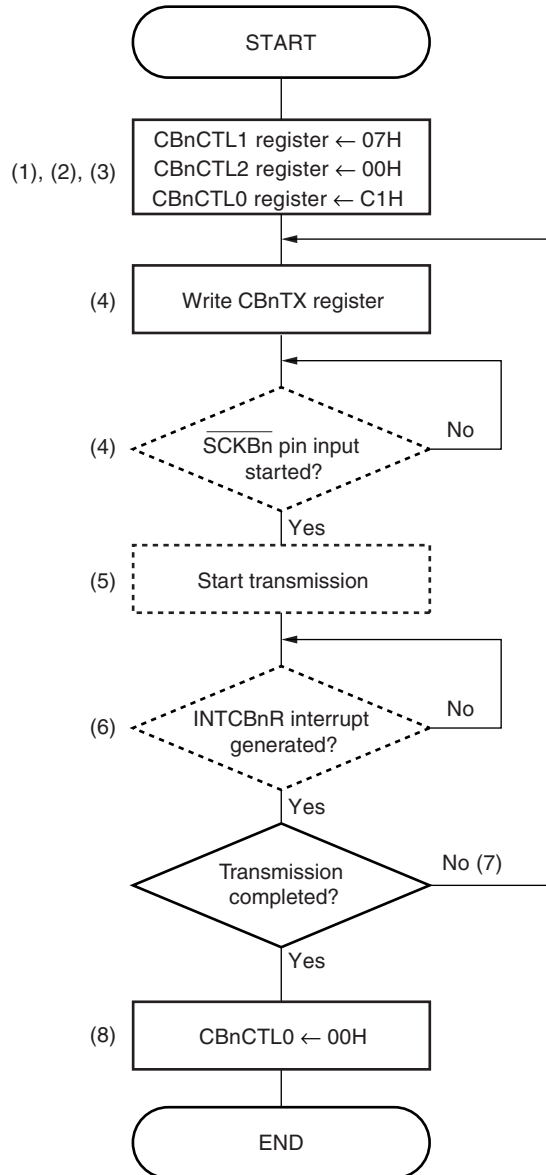 START
(1), (2), (3)
CBnCTL1 register ← 07H
CBnCTL2 register ← 00H
CBnCTL0 register ← C1H
(4)
Write CBnTX register
(4)
S̅C̅K̅B̅n̅ pin input
started?
No
Yes
(5)
Start transmission
(6)
INTCBnR interrupt
generated?
No
Yes
Transmission
completed?
No (7)
Yes
(8)
CBnCTL0 ← 00H
END